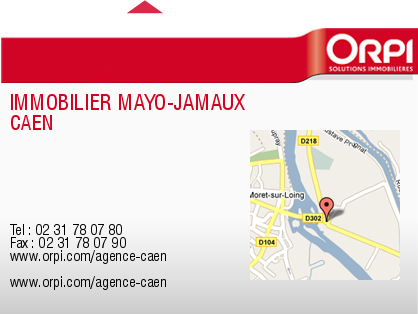 ORPI
SOLUTIONS IMMOBILIÈRES
IMMOBILIER MAYO-JAMAUX
CAEN
D218
Moret-sur-Loing
D302
D104
Tel : 02 31 78 07 80
Fax : 02 31 78 07 90
www.orpi.com/agence-caen
www.orpi.com/agence-caen